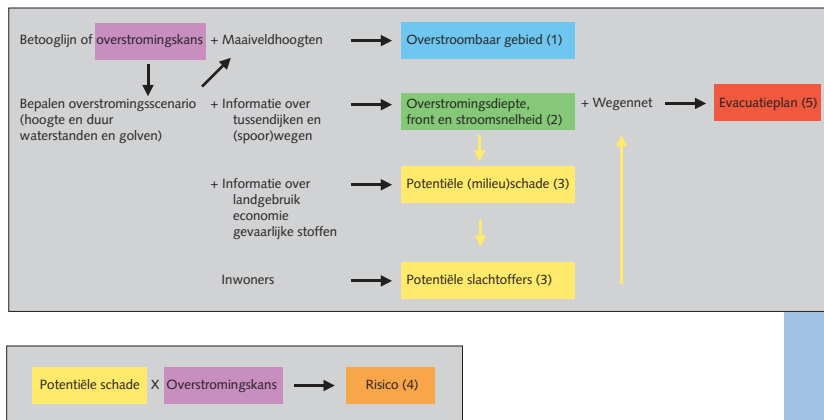 Betooglijn of overstromingskans + Maaiveldhoogten Overstroombaar gebied (1)
Bepalen overstromingsscenario
(hoogte en duur
waterstanden en golven)
+ Informatie over
tussendijken en
(spoor)wegen
Overstromingsdiepte,
front en stroomsnelheid (2)
+ Wegennet
Evacuatieplan (5)
+ Informatie over
landgebruik
economie
gevaarlijke stoffen
Potentiële (milieu)schade (3)
Inwoners
Potentiële slachtoffers (3)
Potentiële schade X Overstromingskans Risico (4)